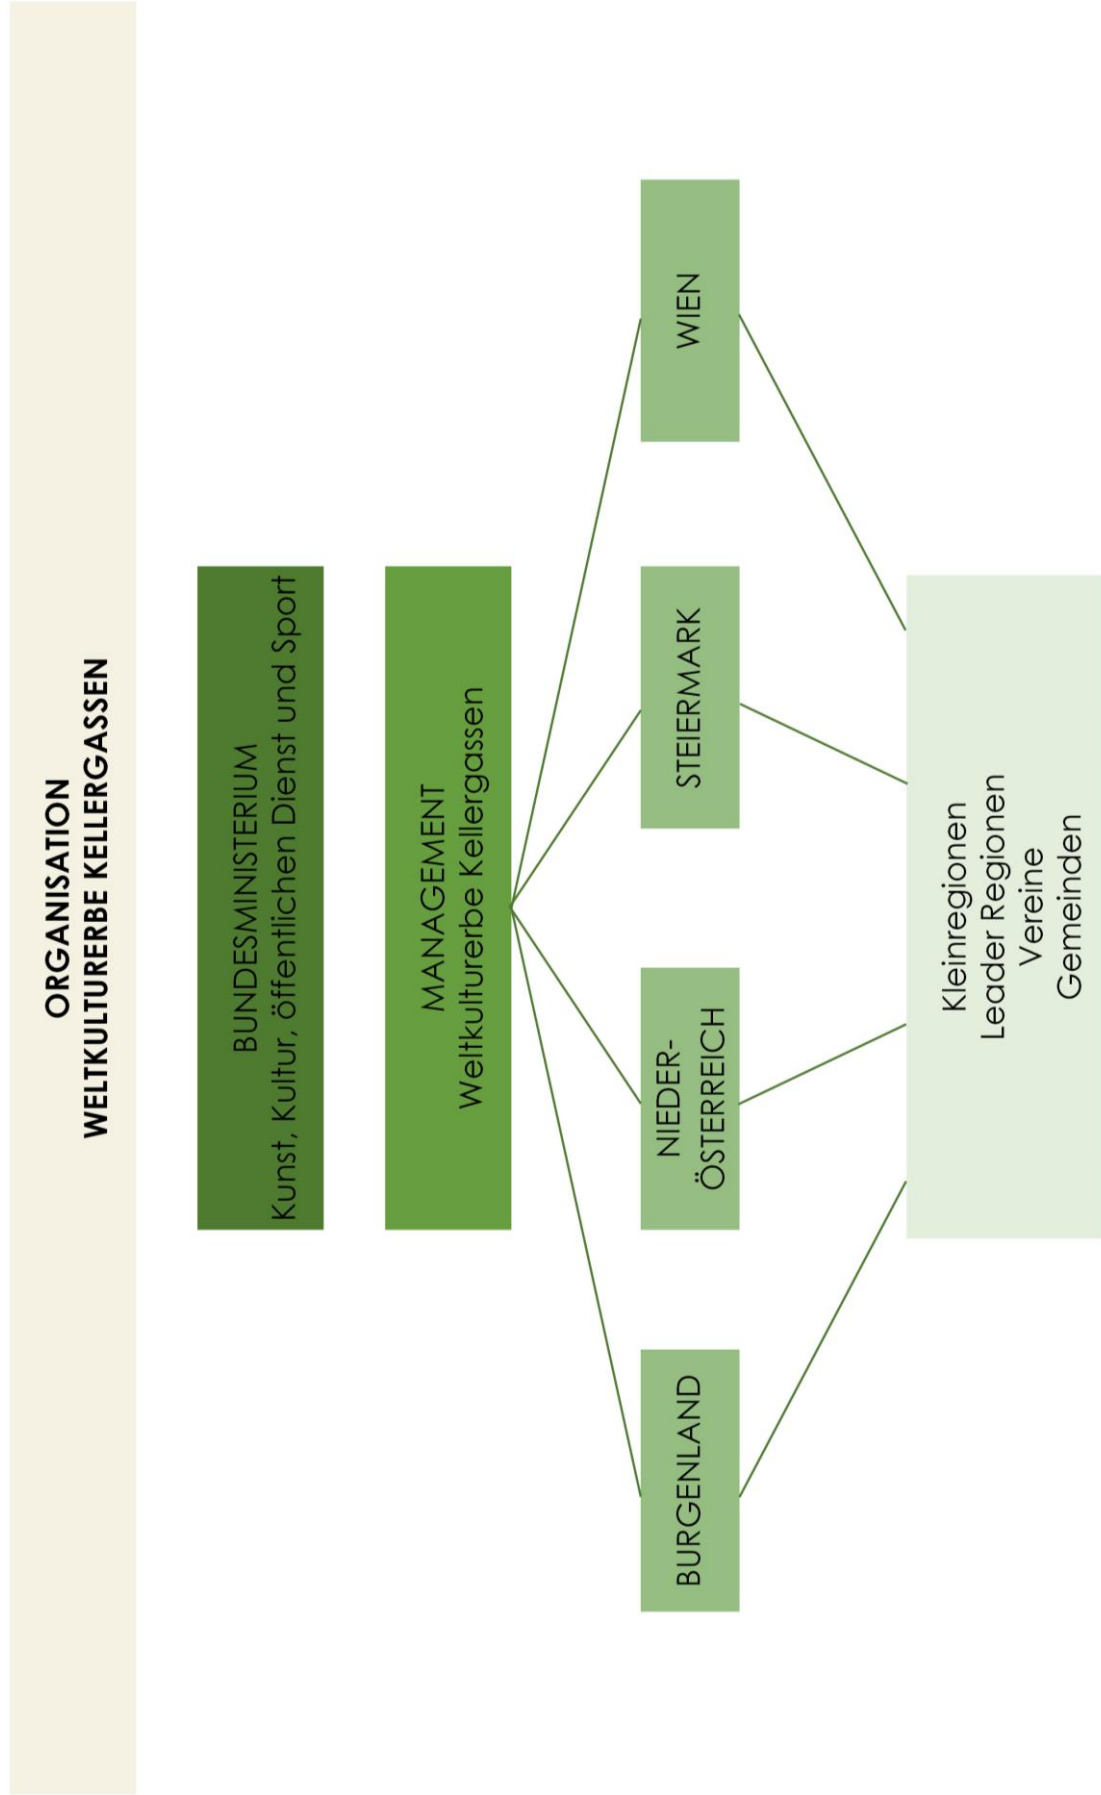 ORGANISATION
WELTKULTURERBE KELLERGASSEN
BUNDESMINISTERIUM
Kunst, Kultur, öffentlichen Dienst und Sport
MANAGEMENT
Weltkulturerbe Kellergassen
BURGENLAND
NIEDER-
ÖSTERREICH
STEIERMARK
WIEN
Kleinregionen
Leader Regionen
Vereine
Gemeinden